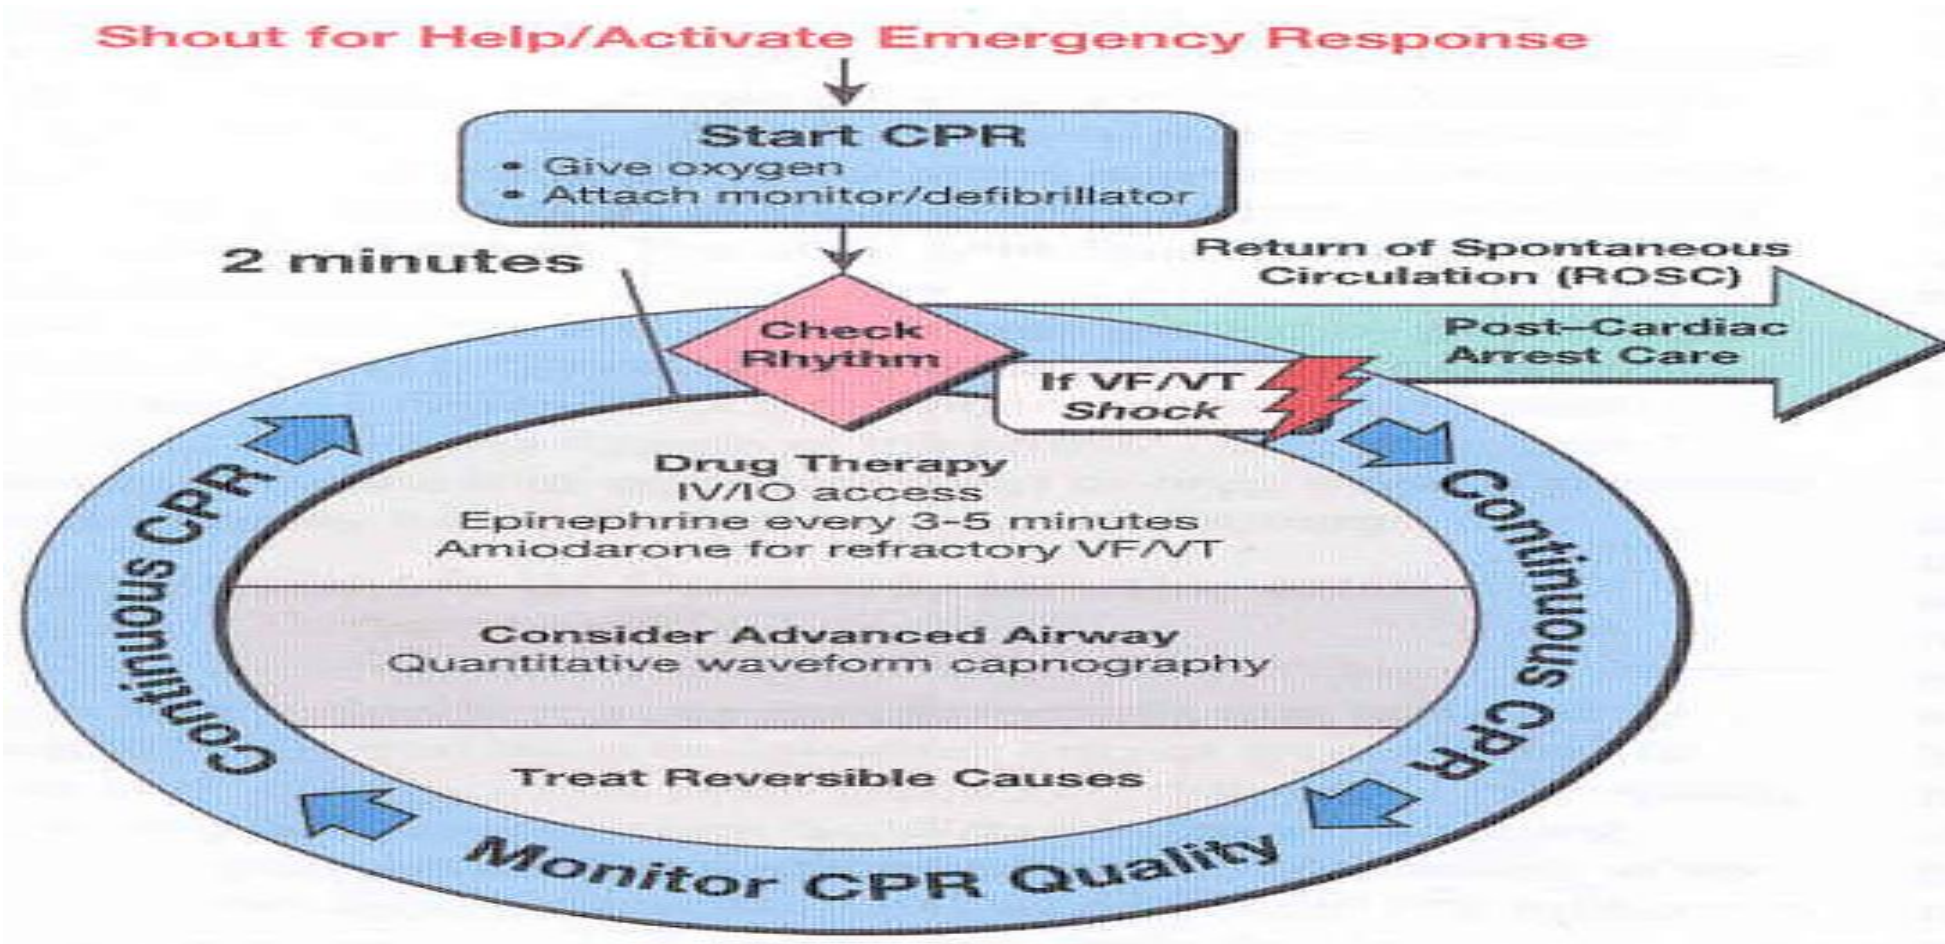 Shout for Help/Activate Emergency Response
Start CPR
• Give oxygen
• Attach monitor/defibrillator
2 minutes
Return of Spontaneous
Circulation (ROSC)
Check
Rhythm
Post–Cardiac
Arrest Care
If VF/VT
Shock
Drug Therapy
IV/IO access
Epinephrine every 3-5 minutes
Amiodarone for refractory VF/VT
Consider Advanced Airway
Quantitative waveform capnography
Treat Reversible Causes
Continuous CPR
Continuous CPR
Monitor CPR Quality